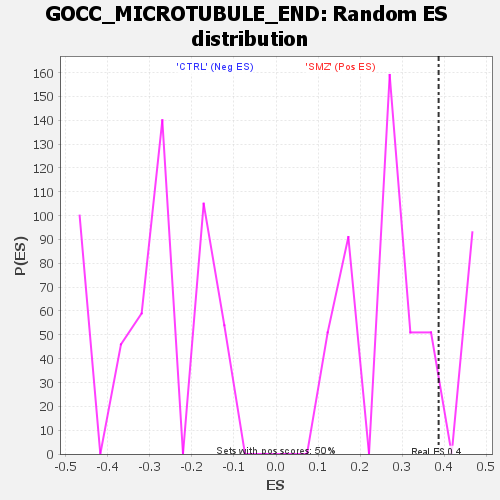 GOCC_MICROTUBULE_END: Random ES
distribution
'CTRL' (Neg ES) 'SMZ' (Pos ES)
160
150
140
130
120
110
100
90
80
70
60
50
40
30
20
10
0
P(ES)
Sets with pos scores: 50%
Real ES 0.4
-0.5 -0.4 -0.3 -0.2 -0.1 0.0 0.1 0.2 0.3 0.4 0.5
ES